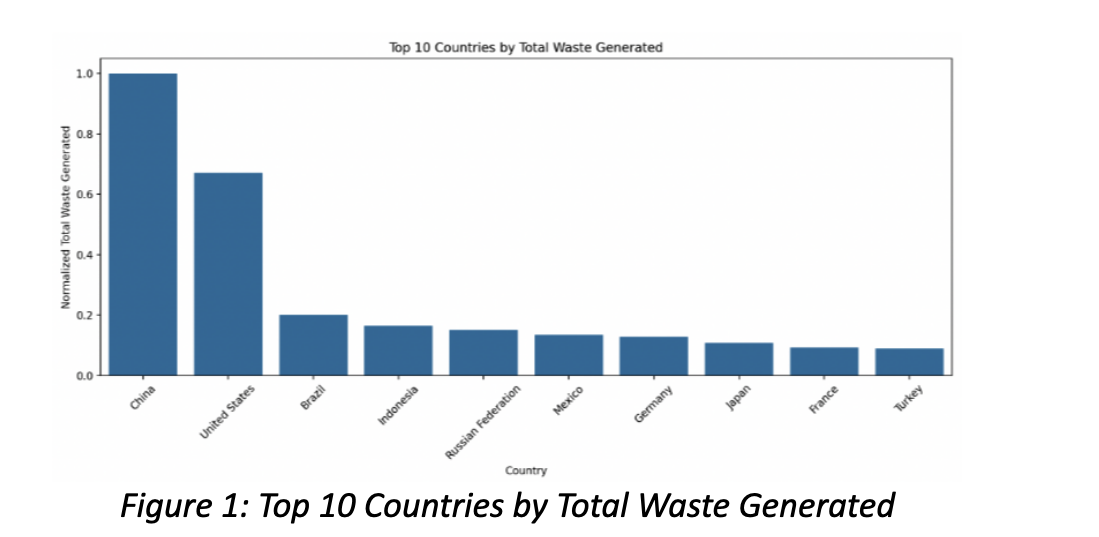 Top 10 Countries by Total Waste Generated
Normalized Total Waste Generated
1.0
0.8
0.6
0.4
0.2
0.0
China
United States
Brazil
Indonesia
Russian Federation
Mexico
Germany
Japan
France
Turkey
Country
Figure 1: Top 10 Countries by Total Waste Generated